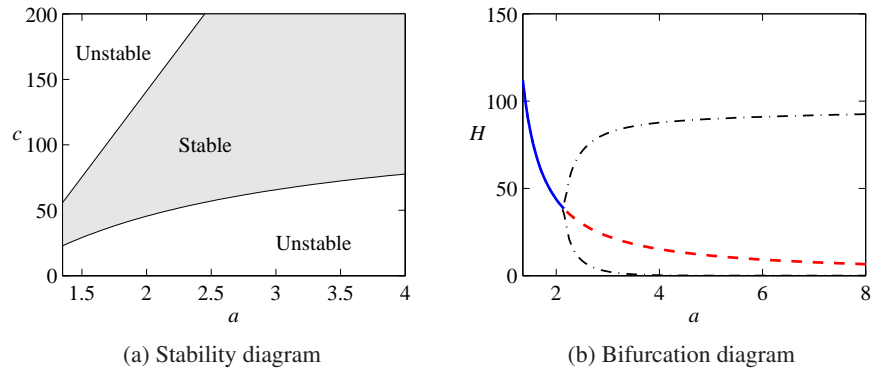 200
150
100
50
0
c
Unstable
Stable
Unstable
1.5 2 2.5 3 3.5 4
a
(a) Stability diagram
150
100
50
0
H
2 4 6 8
a
(b) Bifurcation diagram